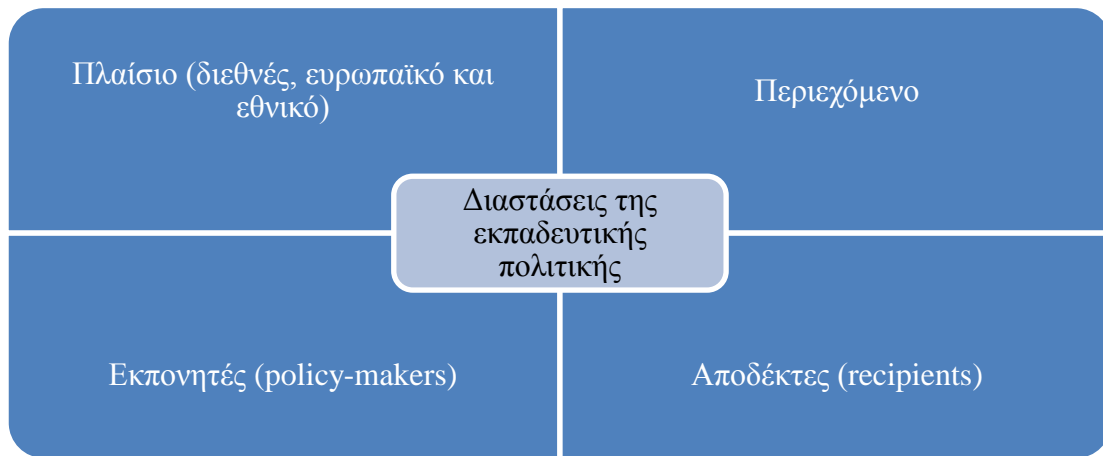 Πλαίσιο (διεθνές, ευρωπαϊκό και
εθνικό)
Περιεχόμενο
Διαστάσεις της
εκπαδευτικής
πολιτικής
Εκπονητές (policy-makers)
Αποδέκτες (recipients)